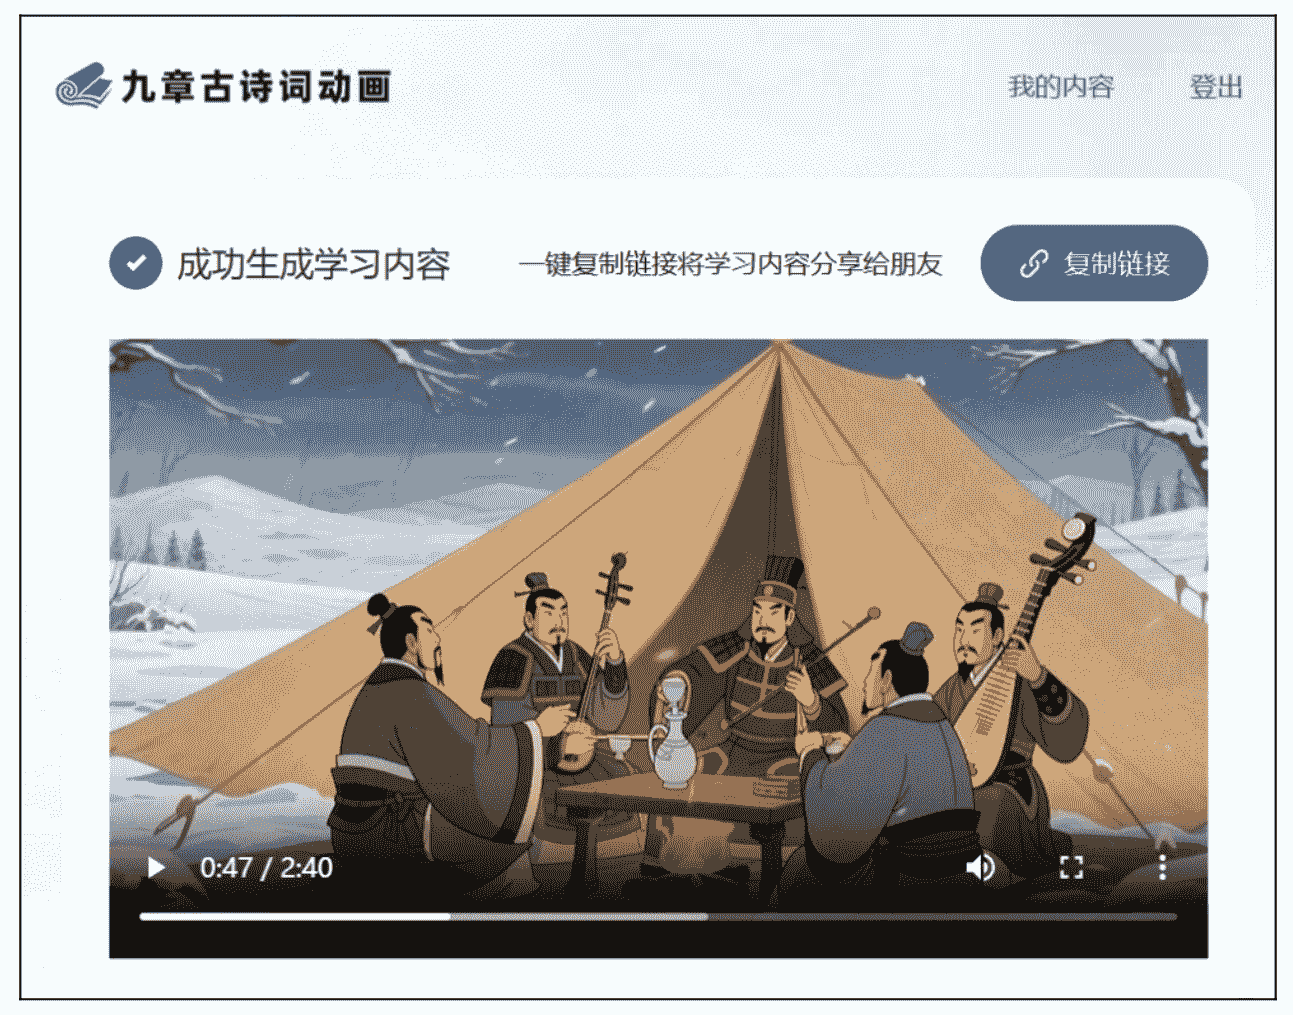 九章古诗词动画
我的内容
登出
成功生成学习内容
一键复制链接将学习内容分享给朋友
复制链接
0:47 / 2:40